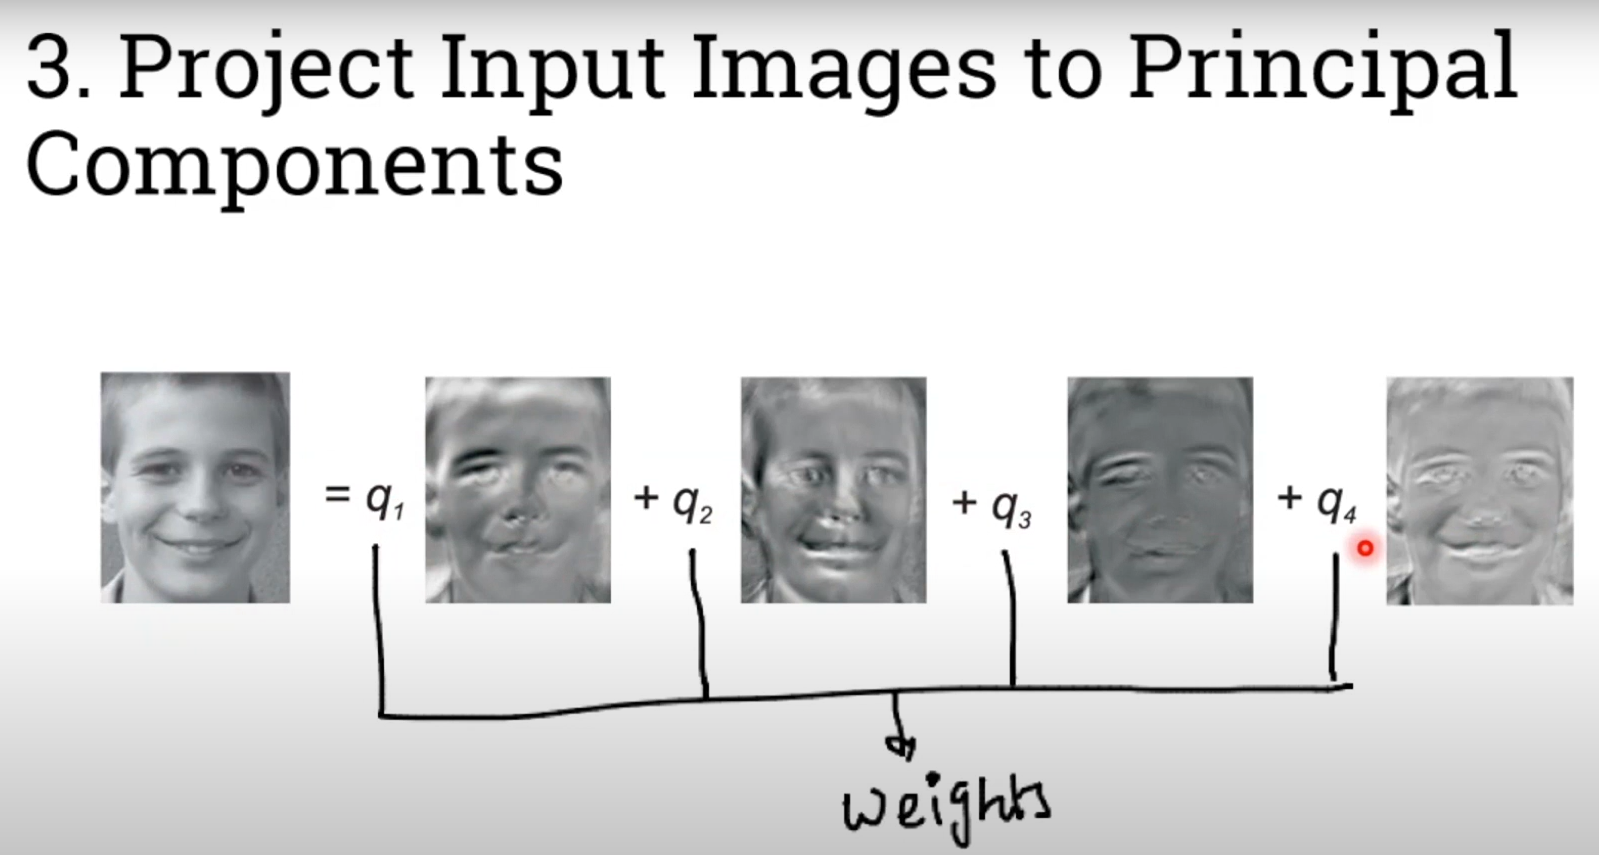 3. Project Input Images to Principal
Components
= q₁ + q₂ + q₃ + q₄
weights